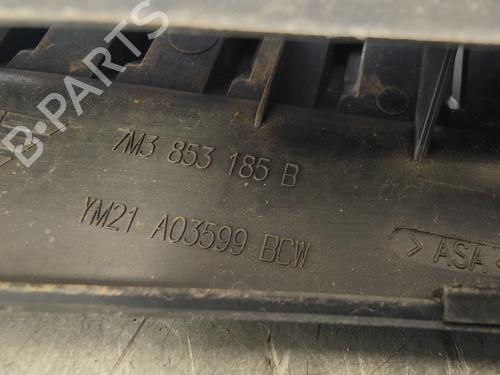 7M3 853 185 B
YM21 A03599 BCW
> ASA <
B-PARTS